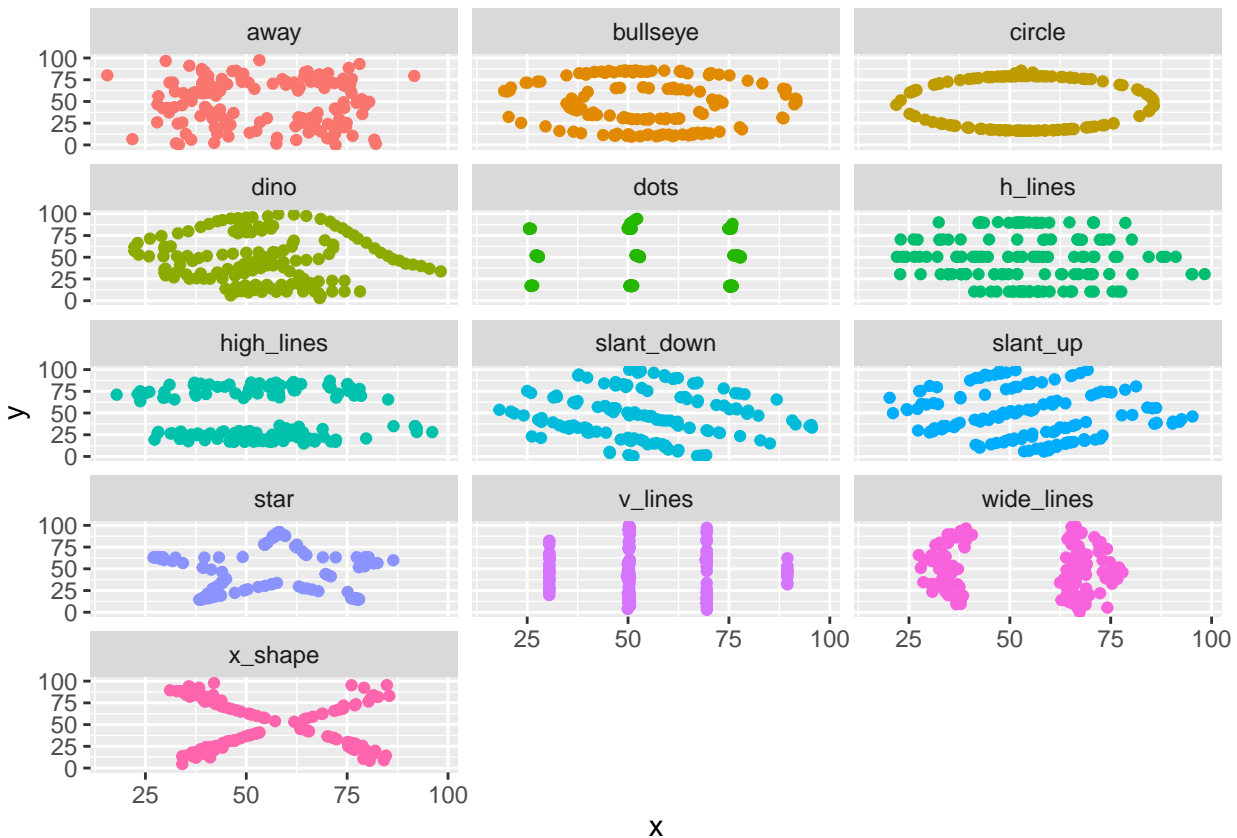 away bullseye circle
100
75
50
25
0
dino dots h_lines
100
75
50
25
0
high_lines slant_down slant_up
100
75
50
25
0
y
star v_lines wide_lines
100
75
50
25
0
25 50 75 100 25 50 75 100
x_shape
100
75
50
25
0
25 50 75 100
x